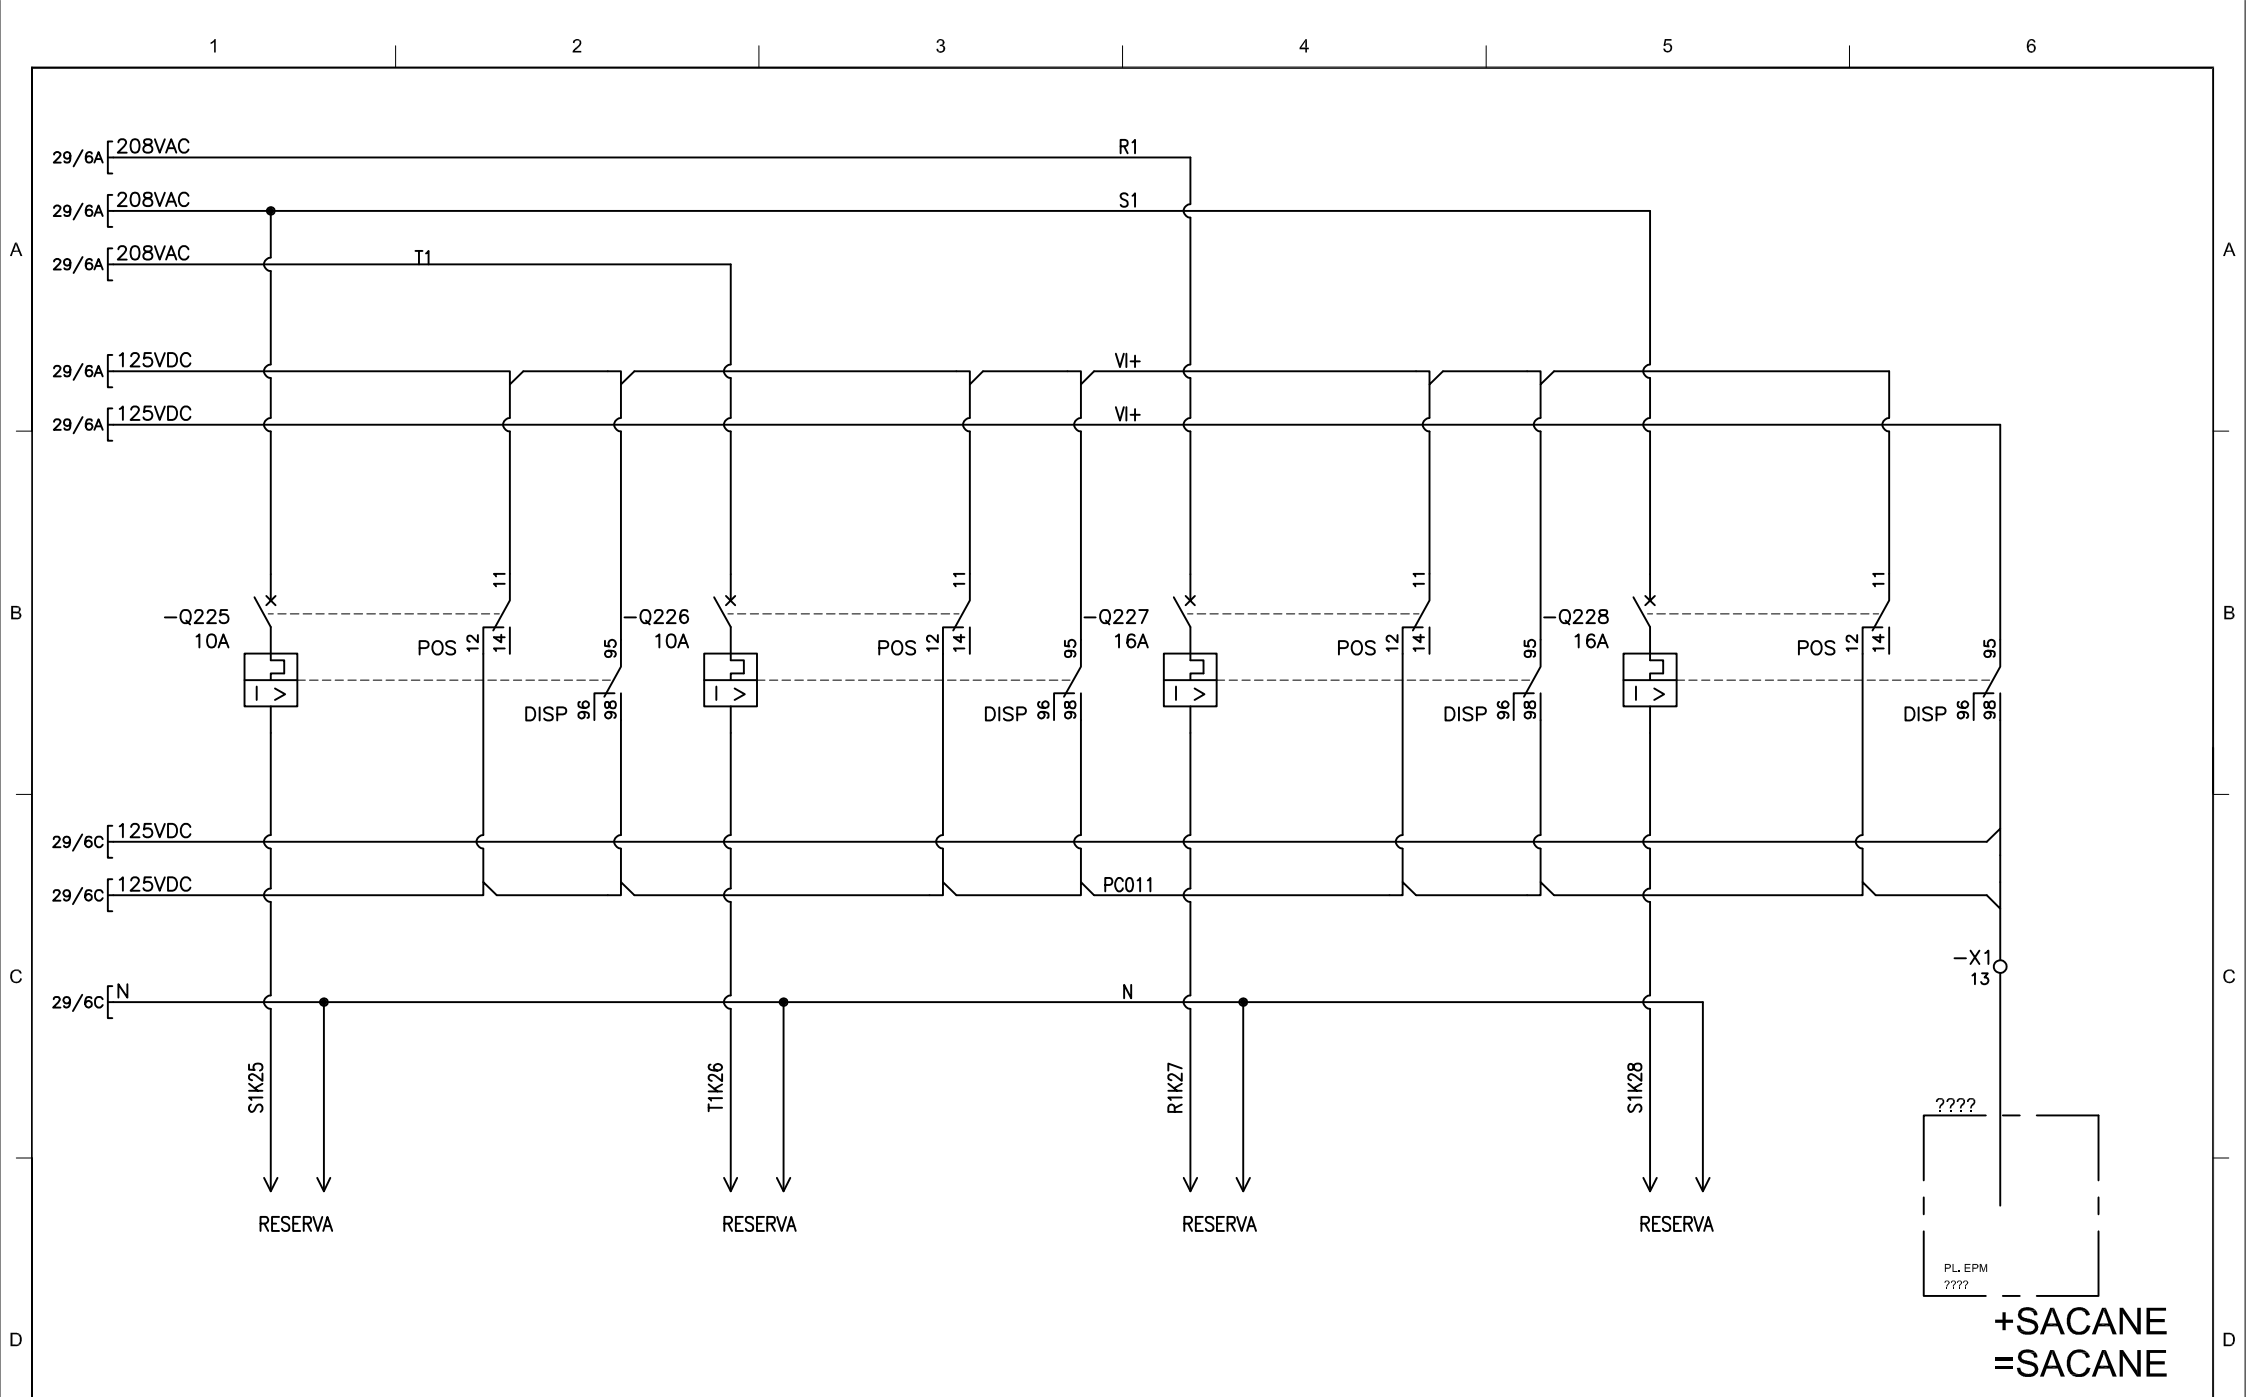 1 2 3 4 5 6
29/6A 208VAC R1
29/6A 208VAC S1
A A
29/6A 208VAC T1
29/6A 125VDC VI+
29/6A 125VDC VI+
11 11 11 11
B B
-Q225 -Q226 -Q227 -Q228
10A 10A 16A 16A
POS 12 14 95 POS 12 14 95 POS 12 14 95 POS 12 14 95
I > I > I > I >
DISP 96 98 DISP 96 98 DISP 96 98 DISP 96 98
29/6C 125VDC
29/6C 125VDC PC011
-X1
13
C C
29/6C N N
S1K25 T1K26 R1K27 S1K28
????
RESERVA RESERVA RESERVA RESERVA
PL. EPM
????
+SACANE
D D
=SACANE